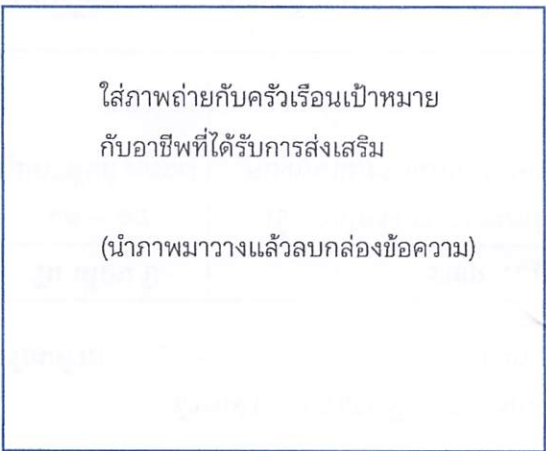 ใส่ภาพถ่ายกับครัวเรือนเป้าหมาย
กับอาชีพที่ได้รับการส่งเสริม
(นำภาพมาวางแล้วลบกล่องข้อความ)